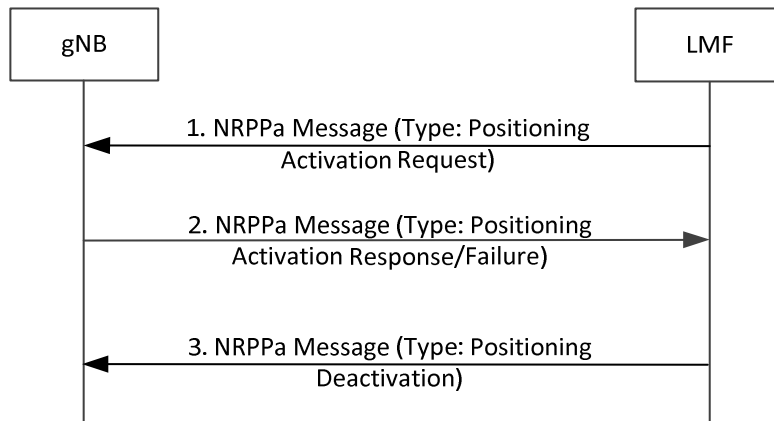 gNB
LMF
1. NRPPa Message (Type: Positioning
Activation Request)
2. NRPPa Message (Type: Positioning
Activation Response/Failure)
3. NRPPa Message (Type: Positioning
Deactivation)